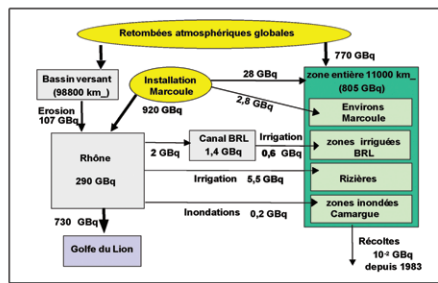 Retombées atmosphériques globales
770 GBq
Bassin versant
(98800 km_)
Installation
Marcoule
28 GBq
zone entière 11000 km_
(805 GBq)
Erosion
107 GBq
920 GBq
2,8 GBq
Environs
Marcoule
Rhône
290 GBq
2 GBq
Canal BRL
1,4 GBq
Irrigation
0,6 GBq
zones irriguées
BRL
Irrigation 5,5 GBq
Rizières
Inondations 0,2 GBq
zones inondées
Camargue
730 GBq
Golfe du Lion
Récoltes
10⁻² GBq
depuis 1983